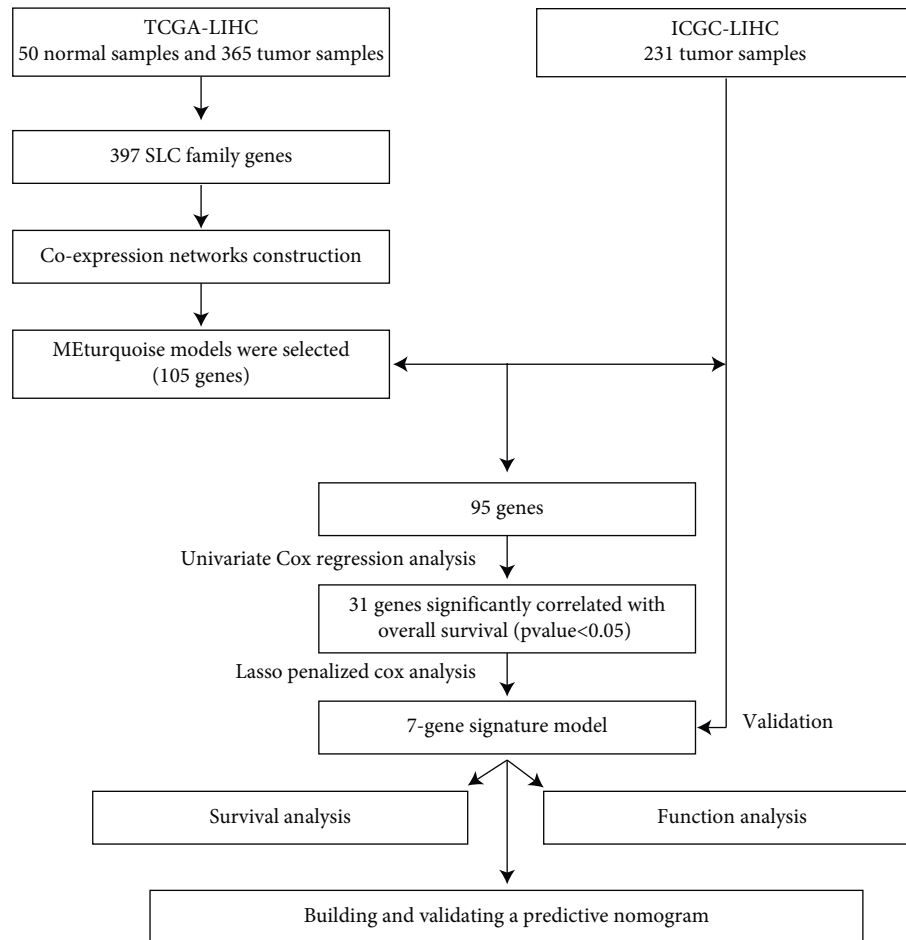 TCGA-LIHC
50 normal samples and 365 tumor samples
ICGC-LIHC
231 tumor samples
397 SLC family genes
Co-expression networks construction
MEturquoise models were selected
(105 genes)
95 genes
Univariate Cox regression analysis
31 genes significantly correlated with
overall survival (pvalue<0.05)
Lasso penalized cox analysis
7-gene signature model
Validation
Survival analysis
Function analysis
Building and validating a predictive nomogram